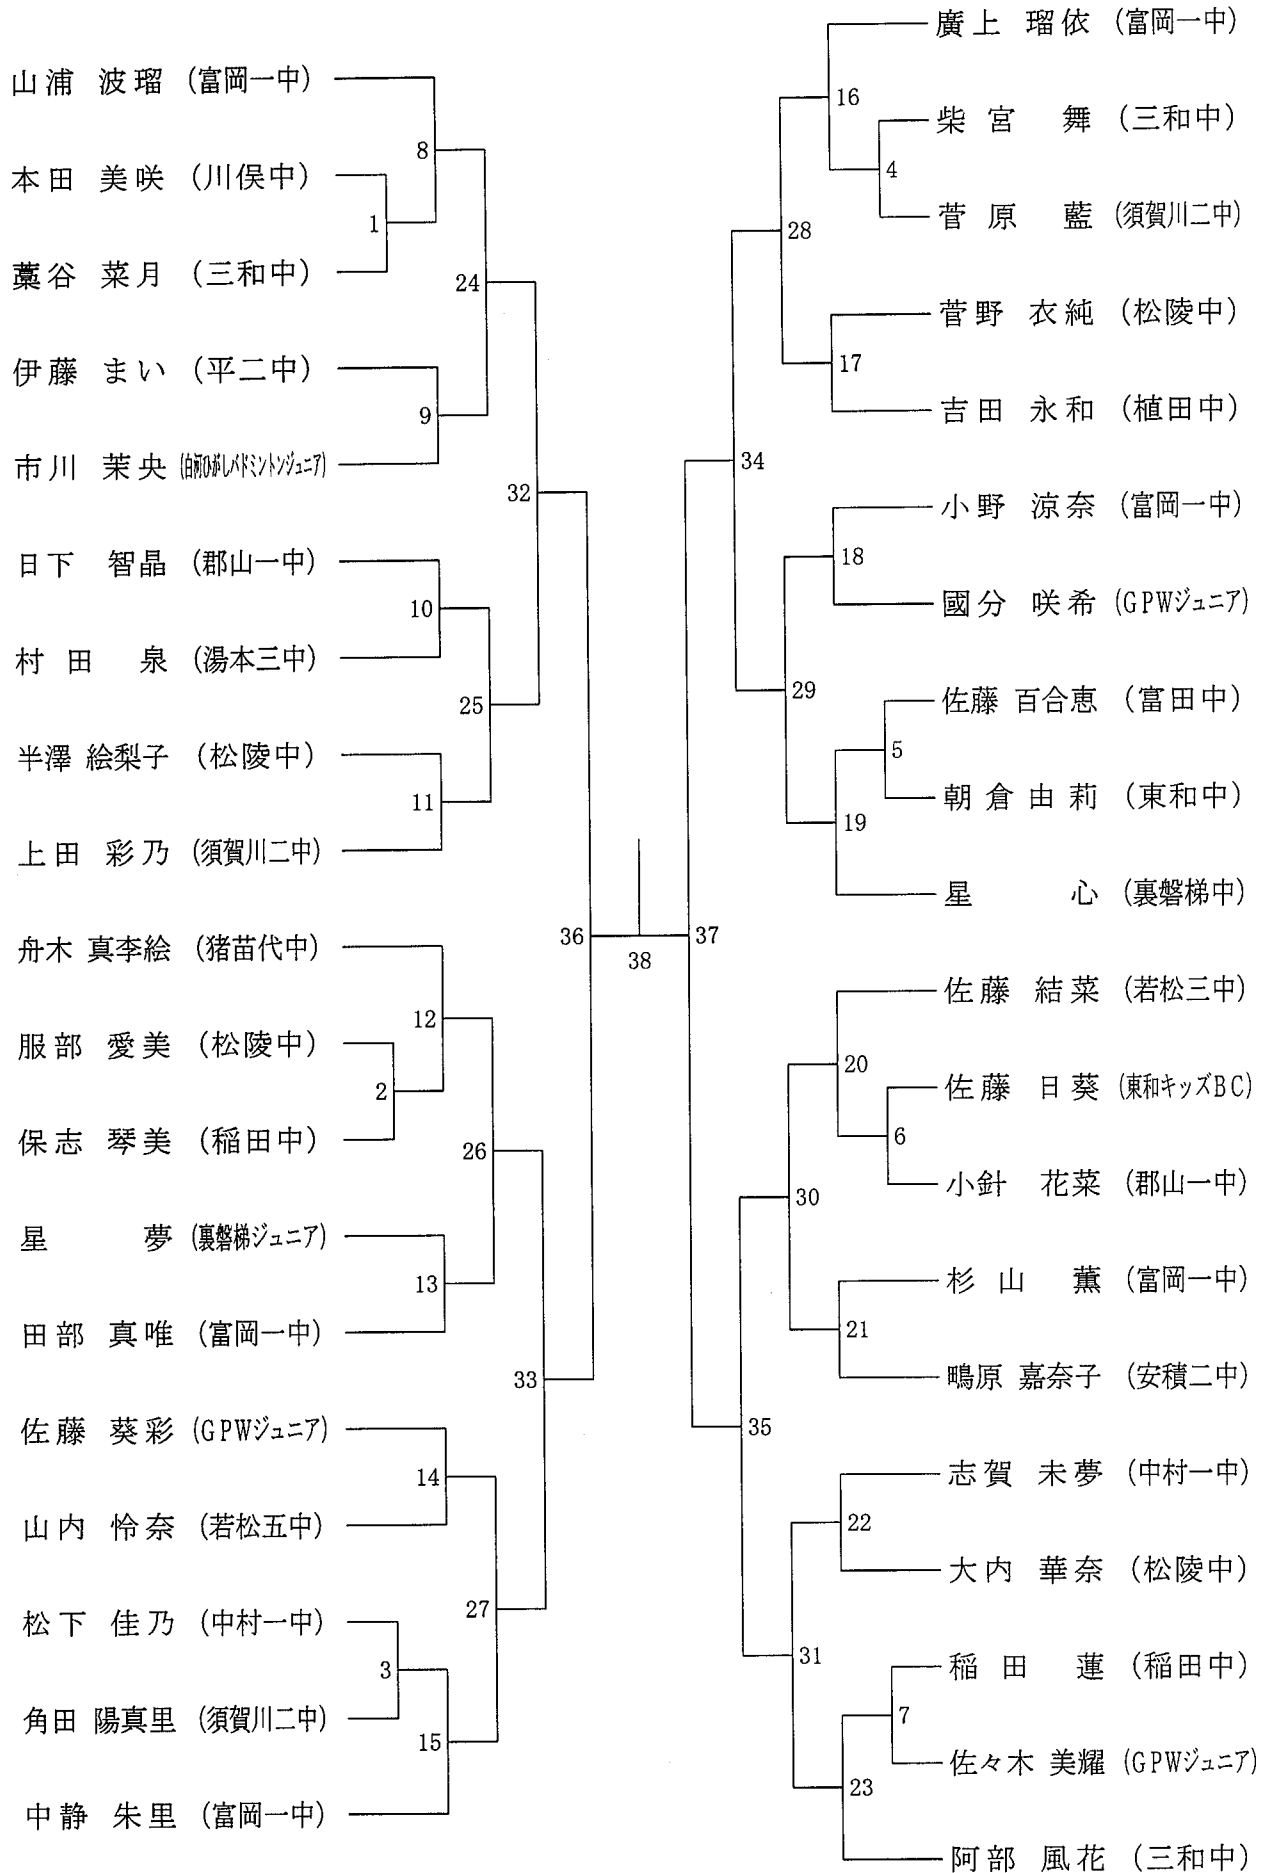 山浦 波瑠 (富岡一中)
8
本田 美咲 (川俣中)
1
藁谷 菜月 (三和中)
24
伊藤 まい (平二中)
9
市川 茉央 (白河ひがしバドミントンジュニア)
32
日下 智晶 (郡山一中)
10
村田 泉 (湯本三中)
25
半澤 絵梨子 (松陵中)
11
上田 彩乃 (須賀川二中)
36
舟木 真李絵 (猪苗代中)
12
服部 愛美 (松陵中)
2
保志 琴美 (稲田中)
26
星 夢 (裏磐梯ジュニア)
13
田部 真唯 (富岡一中)
33
佐藤 葵彩 (GPWジュニア)
14
山内 怜奈 (若松五中)
27
松下 佳乃 (中村一中)
3
角田 陽真里 (須賀川二中)
15
中静 朱里 (富岡一中)
38
廣上 瑠依 (富岡一中)
16
柴宮 舞 (三和中)
4
菅原 藍 (須賀川二中)
28
菅野 衣純 (松陵中)
17
吉田 永和 (植田中)
34
小野 涼奈 (富岡一中)
18
國分 咲希 (GPWジュニア)
29
佐藤 百合恵 (富田中)
5
朝倉 由莉 (東和中)
19
星 心 (裏磐梯中)
37
佐藤 結菜 (若松三中)
20
佐藤 日葵 (東和キッズBC)
6
小針 花菜 (郡山一中)
30
杉山 薫 (富岡一中)
21
鴫原 嘉奈子 (安積二中)
35
志賀 未夢 (中村一中)
22
大内 華奈 (松陵中)
31
稲田 蓮 (稲田中)
7
佐々木 美耀 (GPWジュニア)
23
阿部 風花 (三和中)